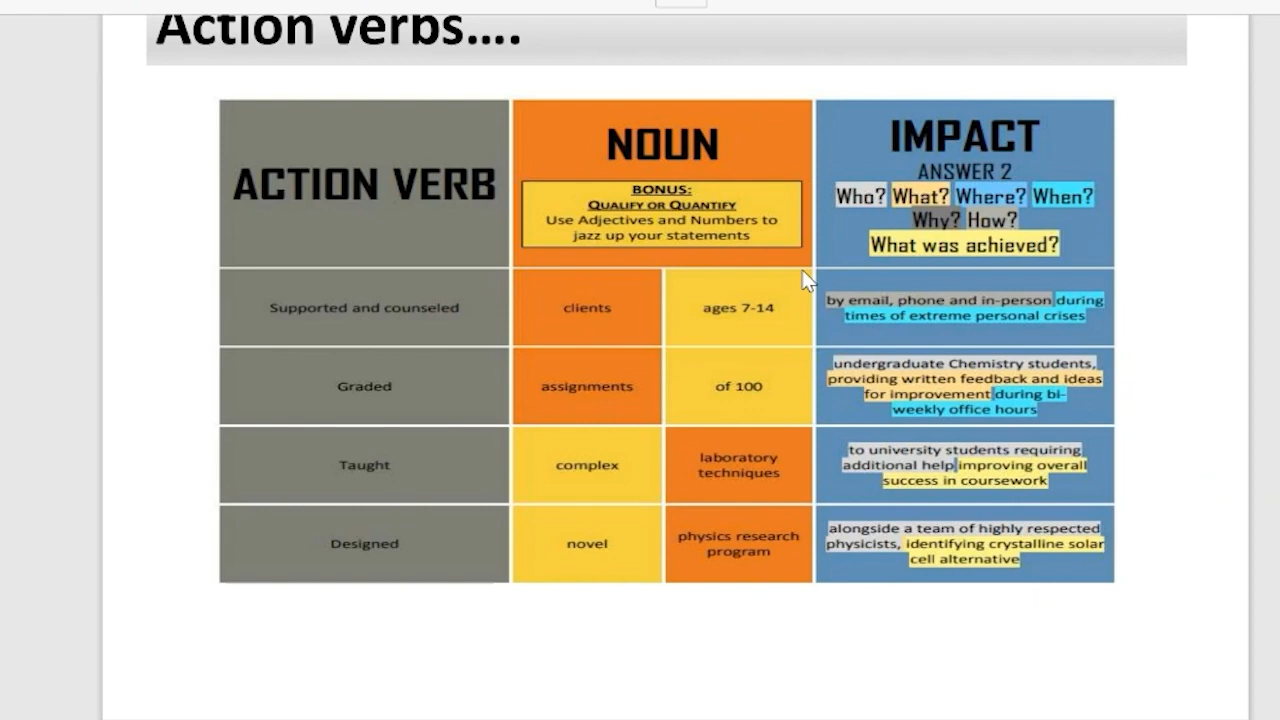 Action verbs....
ACTION VERB
NOUN
BONUS:
QUALIFY OR QUANTIFY
Use Adjectives and Numbers to
jazz up your statements
IMPACT
ANSWER 2
Who? What? Where? When?
Why? How?
What was achieved?
Supported and counseled
clients
ages 7-14
by email, phone and in-person during
times of extreme personal crises
Graded
assignments
of 100
undergraduate Chemistry students,
providing written feedback and ideas
for improvement during bi-
weekly office hours
Taught
complex
laboratory
techniques
to university students requiring
additional help improving overall
success in coursework
Designed
novel
physics research
program
alongside a team of highly respected
physicists, identifying crystalline solar
cell alternative